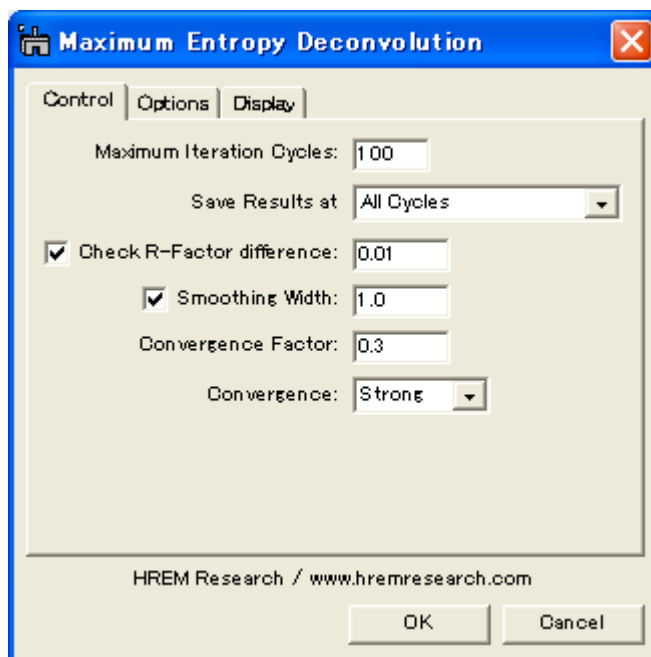 Maximum Entropy Deconvolution
Control Options Display
Maximum Iteration Cycles: 100
Save Results at All Cycles
Check R-Factor difference: 0.01
Smoothing Width: 1.0
Convergence Factor: 0.3
Convergence: Strong
HREM Research / www.hremresearch.com
OK Cancel